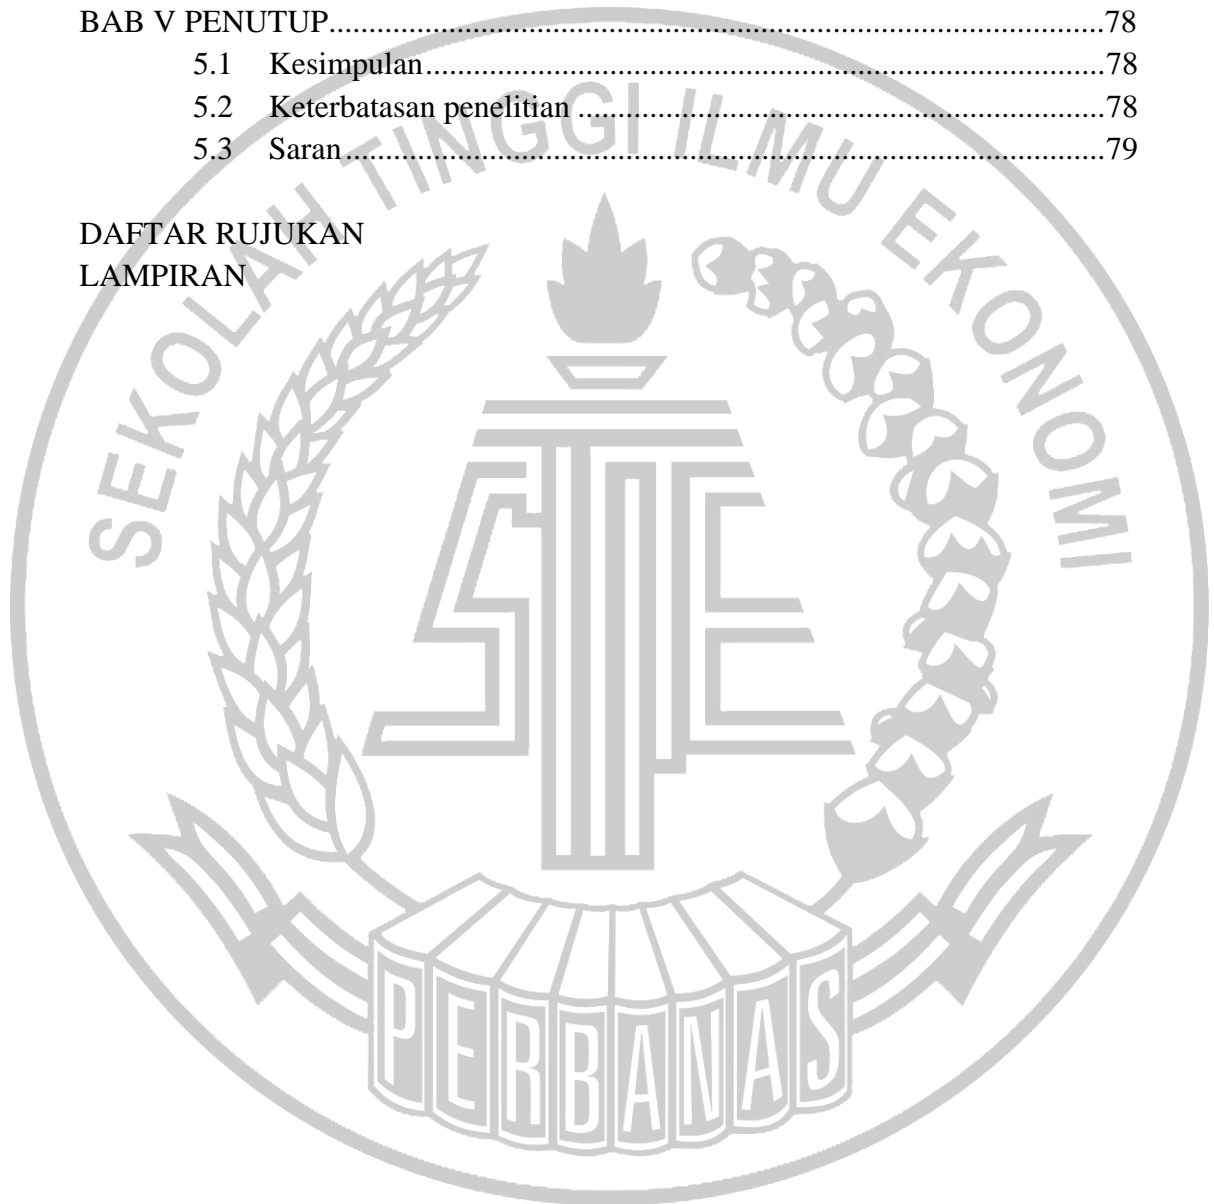 BAB V PENUTUP..................................................................................................78
5.1 Kesimpulan.....................................................................................78
5.2 Keterbatasan penelitian ..................................................................78
5.3 Saran...............................................................................................79
DAFTAR RUJUKAN
LAMPIRAN
SEKOLAH TINGGI ILMU EKONOMI
STIE
PERBANAS